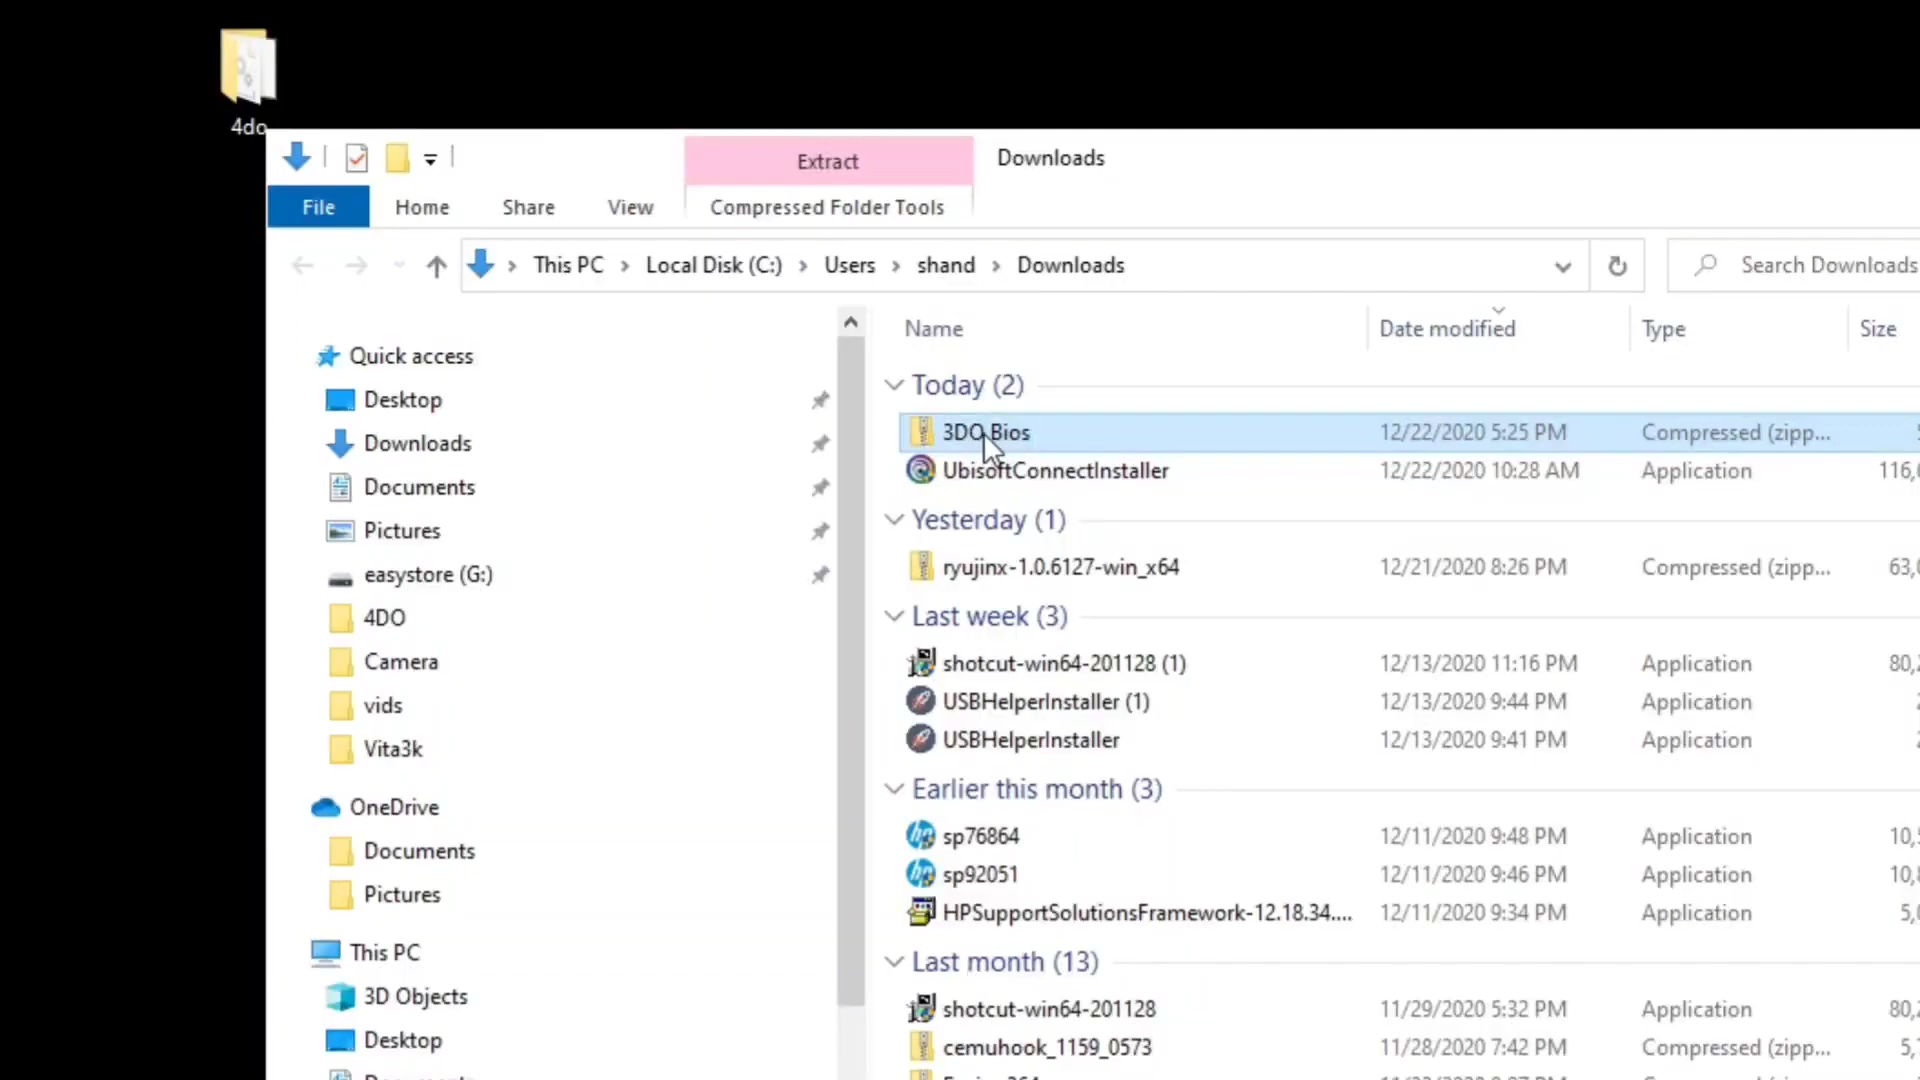 4do
Extract
Downloads
File
Home
Share
View
Compressed Folder Tools
This PC
Local Disk (C:)
Users
shand
Downloads
Search Downloads
Name
Date modified
Type
Size
Quick access
Desktop
Downloads
Documents
Pictures
easystore (G:)
4DO
Camera
vids
Vita3k
OneDrive
Documents
Pictures
This PC
3D Objects
Desktop
Today (2)
3DO Bios 12/22/2020 5:25 PM Compressed (zipp...
UbisoftConnectInstaller 12/22/2020 10:28 AM Application 116,
Yesterday (1)
ryujinx-1.0.6127-win_x64 12/21/2020 8:26 PM Compressed (zipp... 63,
Last week (3)
shotcut-win64-201128 (1) 12/13/2020 11:16 PM Application 80,
USBHelperInstaller (1) 12/13/2020 9:44 PM Application
USBHelperInstaller 12/13/2020 9:41 PM Application
Earlier this month (3)
sp76864 12/11/2020 9:48 PM Application 10,
sp92051 12/11/2020 9:46 PM Application 10,
HPSupportSolutionsFramework-12.18.34.... 12/11/2020 9:34 PM Application 5,
Last month (13)
shotcut-win64-201128 11/29/2020 5:32 PM Application 80,
cemuhook_1159_0573 11/28/2020 7:42 PM Compressed (zipp... 5,